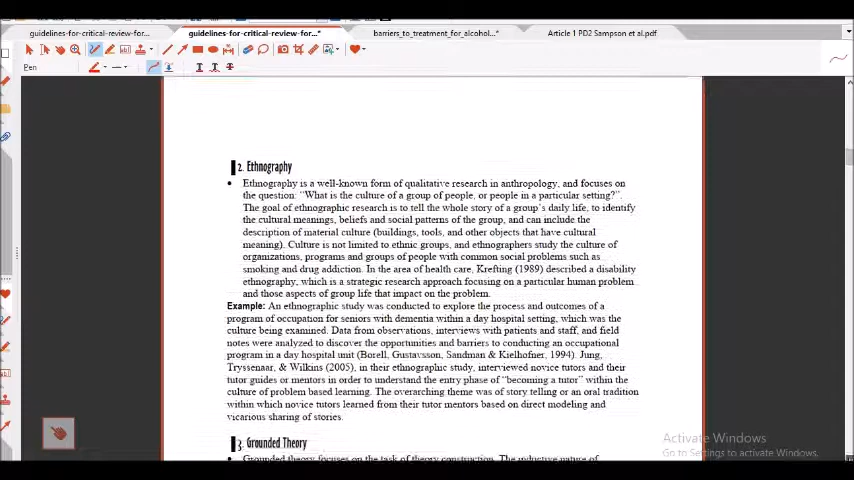 guidelines-for-critical-review-for-...
guidelines-for-critical-review-for-...*
barriers_to_treatment_for_alcohol...*
Article 1 PD2 Sampson et al.pdf
Pen
2. Ethnography
• Ethnography is a well-known form of qualitative research in anthropology, and focuses on
the question: “What is the culture of a group of people, or people in a particular setting?”.
The goal of ethnographic research is to tell the whole story of a group’s daily life, to identify
the cultural meanings, beliefs and social patterns of the group, and can include the
description of material culture (buildings, tools, and other objects that have cultural
meaning). Culture is not limited to ethnic groups, and ethnographers study the culture of
organizations, programs and groups of people with common social problems such as
smoking and drug addiction. In the area of health care, Krefting (1989) described a disability
ethnography, which is a strategic research approach focusing on a particular human problem
and those aspects of group life that impact on the problem.
Example: An ethnographic study was conducted to explore the process and outcomes of a
program of occupation for seniors with dementia within a day hospital setting, which was the
culture being examined. Data from observations, interviews with patients and staff, and field
notes were analyzed to discover the opportunities and barriers to conducting an occupational
program in a day hospital unit (Borell, Gustavsson, Sandman & Kielhofner, 1994). Jung,
Tryssenaar, & Wilkins (2005), in their ethnographic study, interviewed novice tutors and their
tutor guides or mentors in order to understand the entry phase of “becoming a tutor” within the
culture of problem based learning. The overarching theme was of story telling or an oral tradition
within which novice tutors learned from their tutor mentors based on direct modeling and
vicarious sharing of stories.
3. Grounded Theory
• Grounded theory focuses on the task of theory construction. The inductive nature of
Activate Windows
Go to Settings to activate Windows.